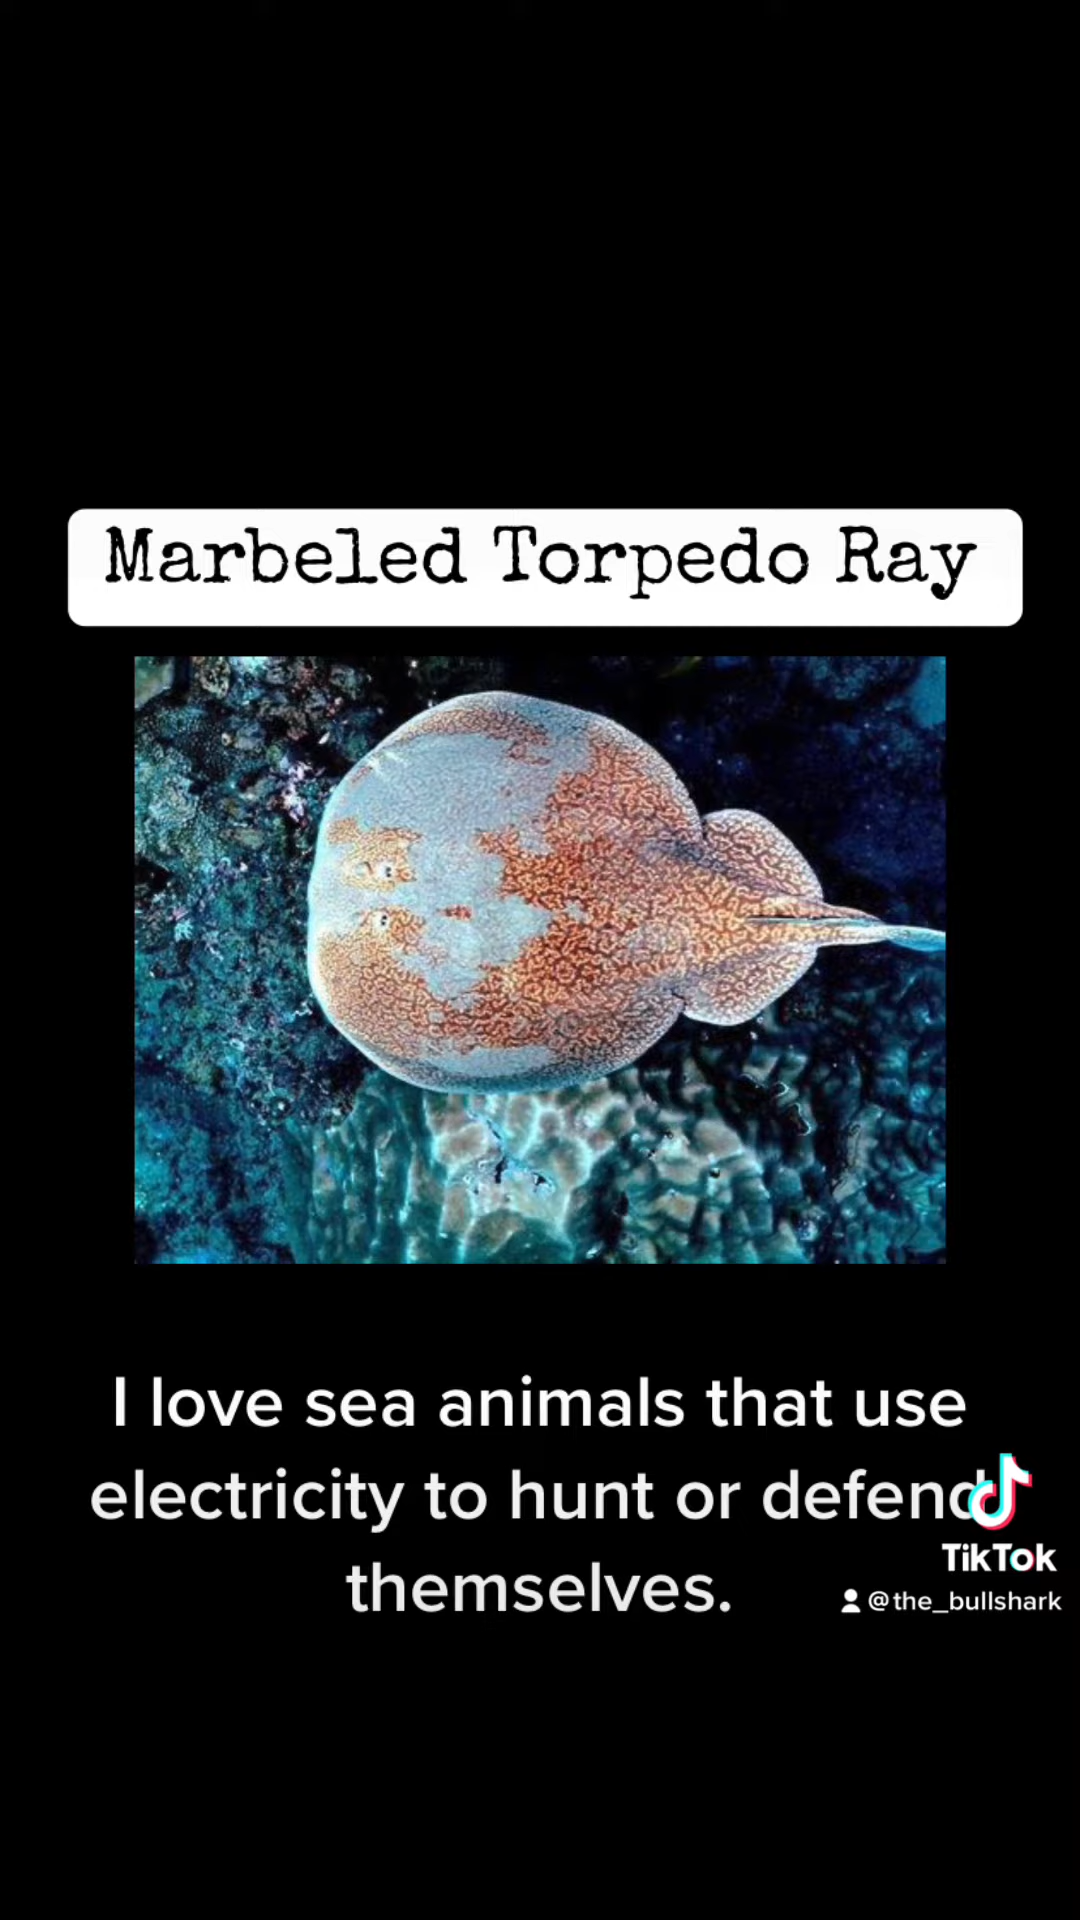 Marbeled Torpedo Ray
I love sea animals that use
electricity to hunt or defend
themselves.
TikTok
@the_bullshark